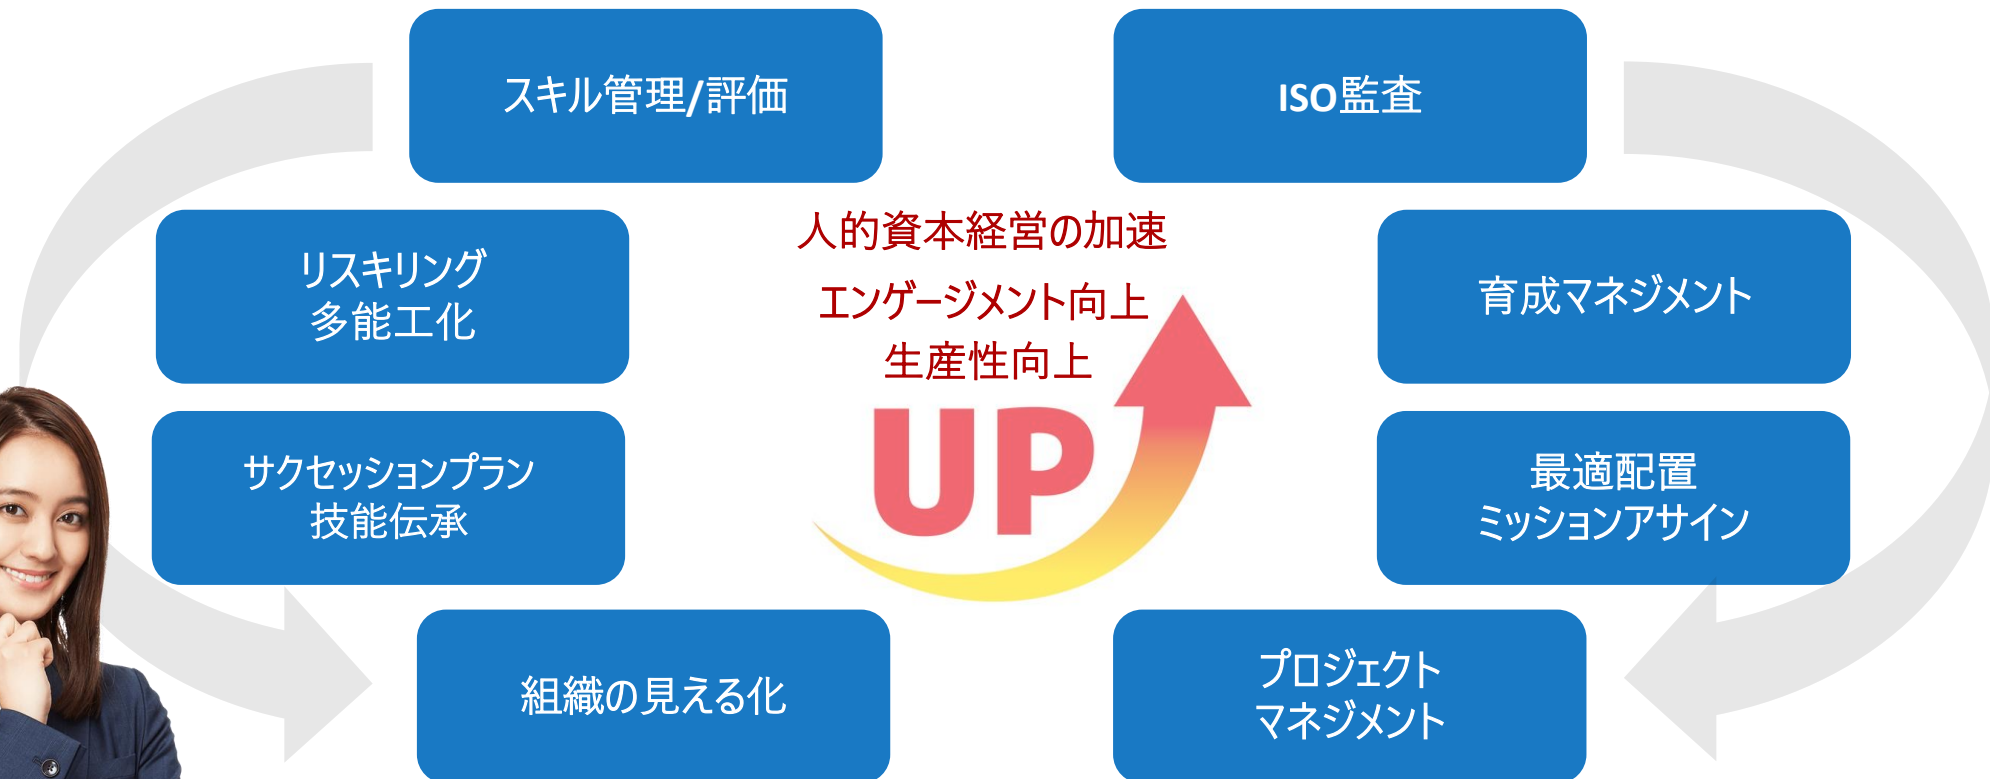 スキル管理/評価
ISO監査
人的資本経営の加速
エンゲージメント向上
生産性向上
UP
リスキリング
多能工化
育成マネジメント
サクセッションプラン
技能伝承
最適配置
ミッションアサイン
組織の見える化
プロジェクト
マネジメント